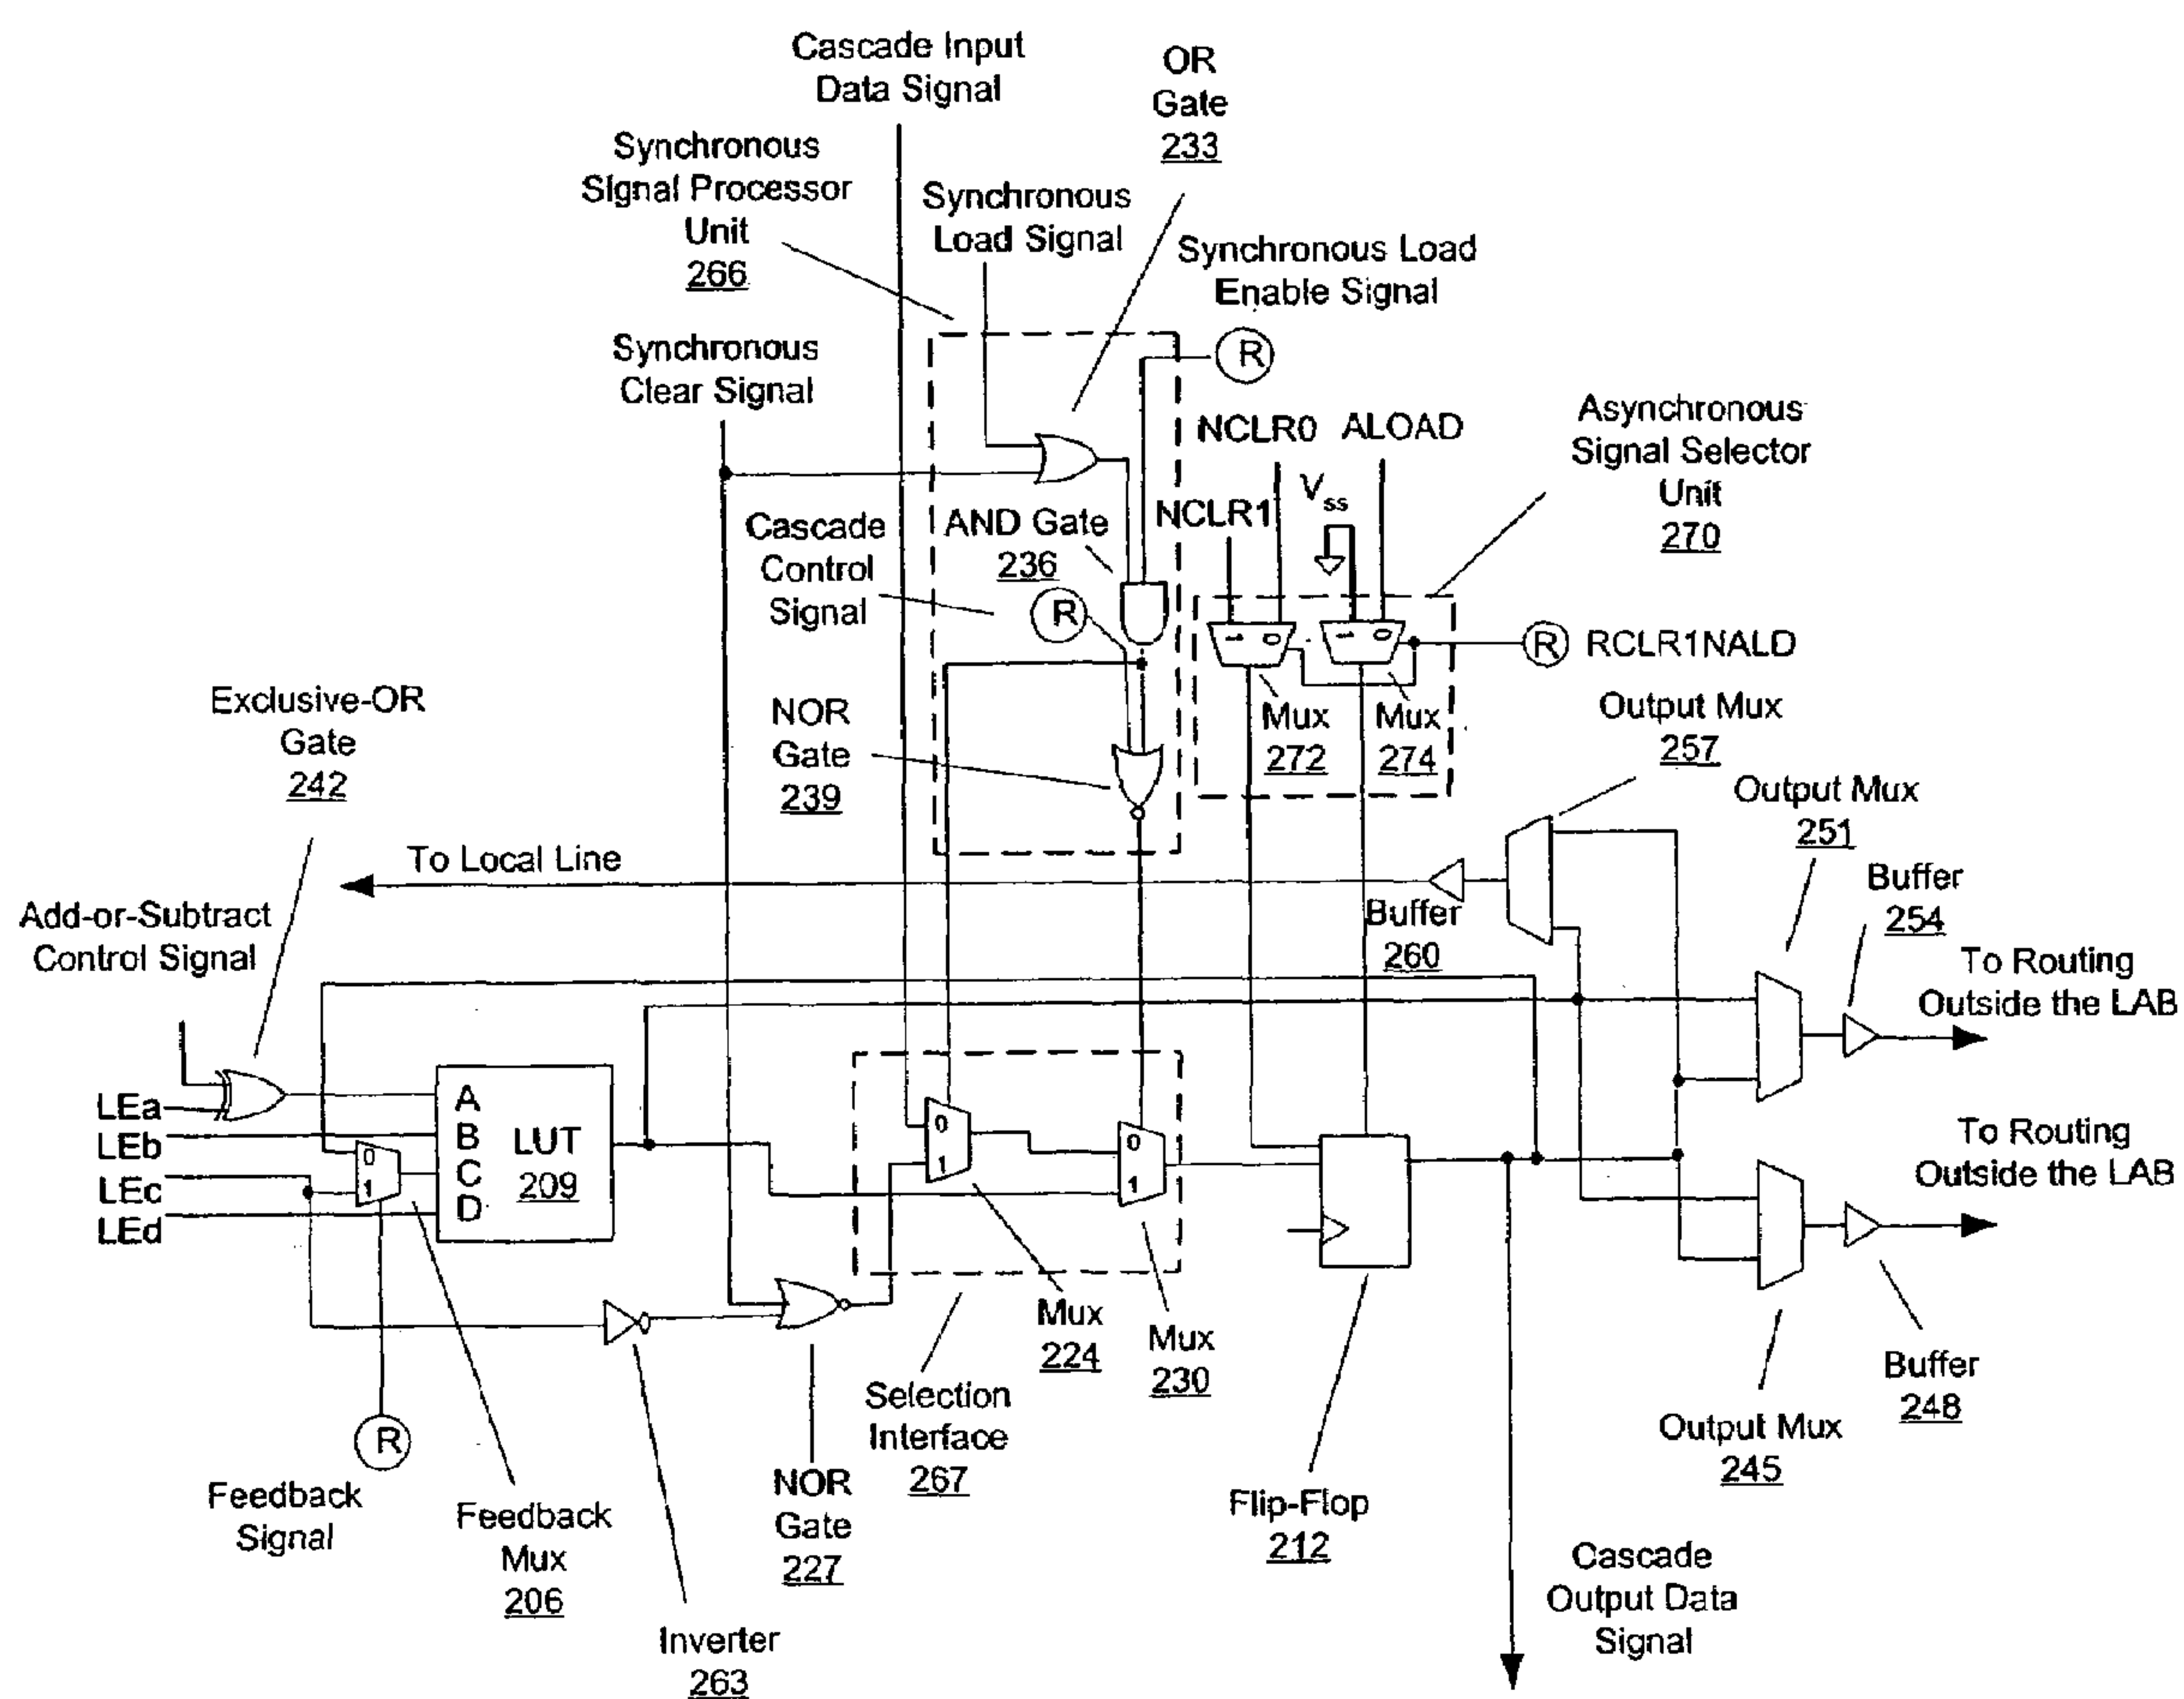 Cascade Input
Data Signal
OR
Gate
233
Synchronous
Signal Processor
Unit
266
Synchronous
Load Signal
Synchronous Load
Enable Signal
R
Synchronous
Clear Signal
NCLR0
ALOAD
Asynchronous
Signal Selector
Unit
270
Vss
NCLR1
Cascade
Control
Signal
AND Gate
236
R
1
0
1
0
R
RCLR1NALD
Exclusive-OR
Gate
242
NOR
Gate
239
Mux
272
Mux
274
Output Mux
257
Output Mux
251
To Local Line
Buffer
260
Buffer
254
Add-or-Subtract
Control Signal
To Routing
Outside the LAB
LEa
LEb
LEc
LEd
0
1
A
B
C
D
LUT
209
0
1
0
1
To Routing
Outside the LAB
Mux
224
Mux
230
Selection
Interface
267
Buffer
248
Output Mux
245
R
Feedback
Signal
Feedback
Mux
206
NOR
Gate
227
Flip-Flop
212
Cascade
Output Data
Signal
Inverter
263